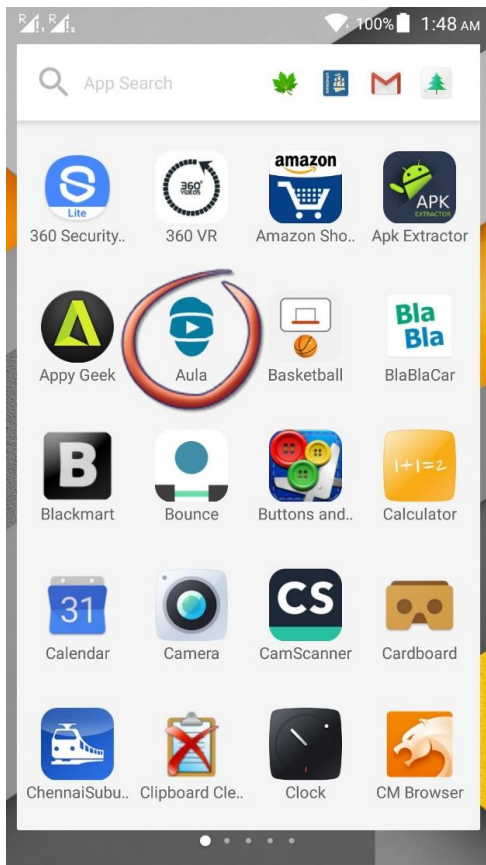 R R
100% 1:48 AM
App Search
Lite
360° VIDEOS
amazon
APK EXTRACTOR
360 Security.. 360 VR Amazon Sho.. Apk Extractor
Bla Bla
Appy Geek Aula Basketball BlaBlaCar
B
1+1=2
Blackmart Bounce Buttons and.. Calculator
31
CS
Calendar Camera CamScanner Cardboard
ChennaiSubu.. Clipboard Cle.. Clock CM Browser